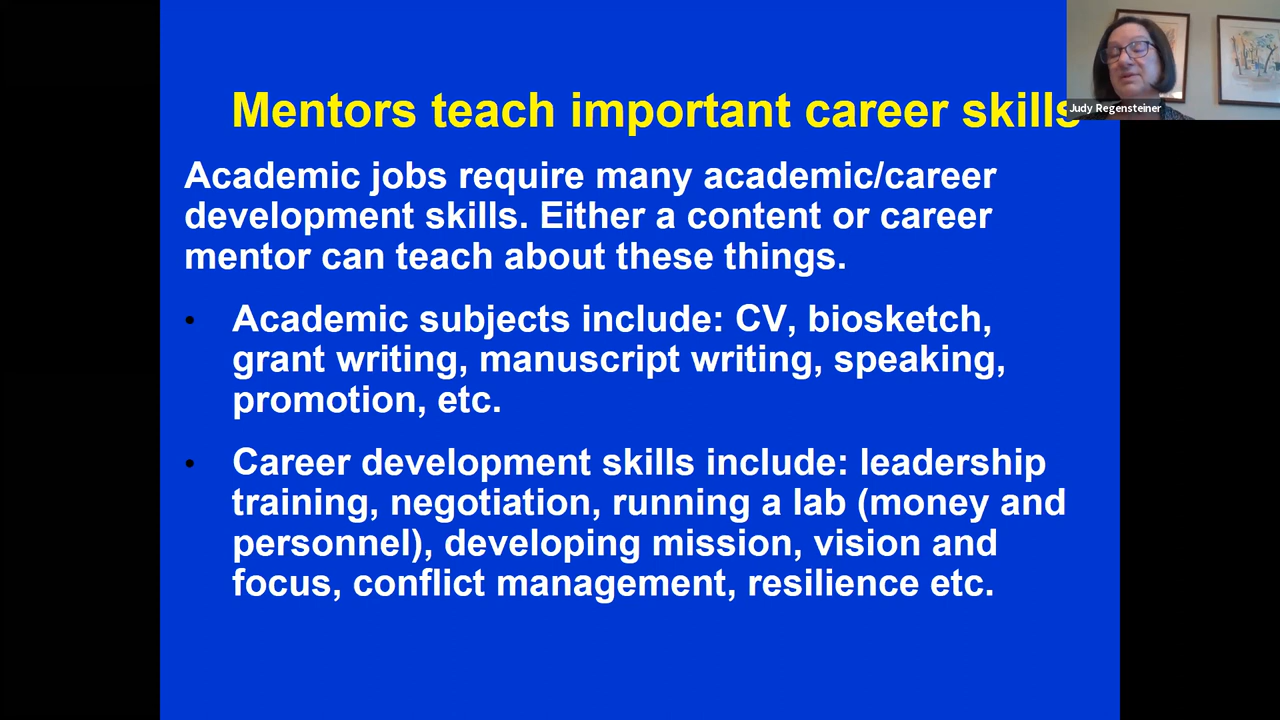 Mentors teach important career skills
Judy Regensteiner
Academic jobs require many academic/career
development skills. Either a content or career
mentor can teach about these things.
• Academic subjects include: CV, biosketch,
grant writing, manuscript writing, speaking,
promotion, etc.
• Career development skills include: leadership
training, negotiation, running a lab (money and
personnel), developing mission, vision and
focus, conflict management, resilience etc.